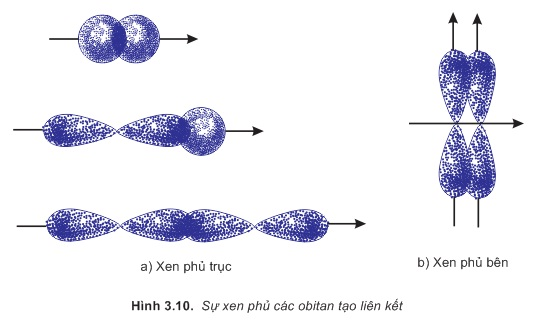 a) Xen phủ trục
b) Xen phủ bên
Hình 3.10. Sự xen phủ các obitan tạo liên kết